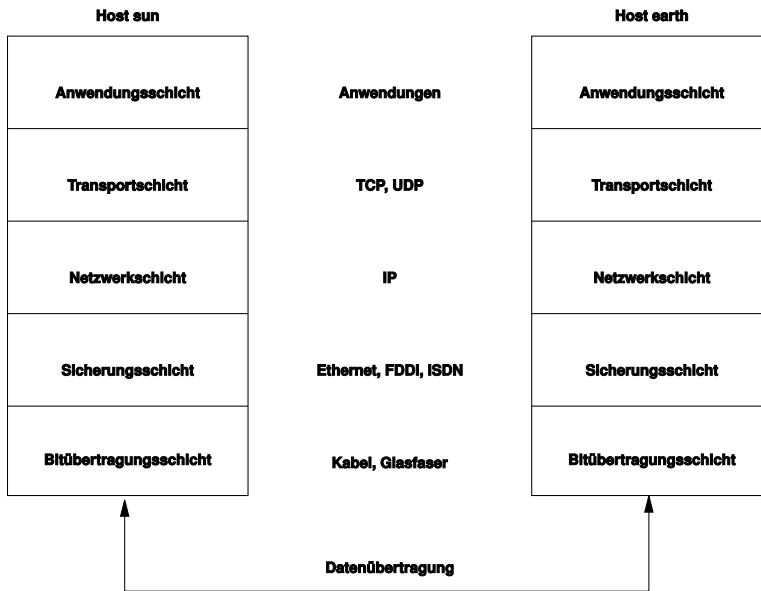 Host sun
Host earth
Anwendungsschicht
Anwendungen
Anwendungsschicht
Transportschicht
TCP, UDP
Transportschicht
Netzwerkschicht
IP
Netzwerkschicht
Sicherungsschicht
Ethernet, FDDI, ISDN
Sicherungsschicht
Bitübertragungsschicht
Kabel, Glasfaser
Bitübertragungsschicht
Datenübertragung